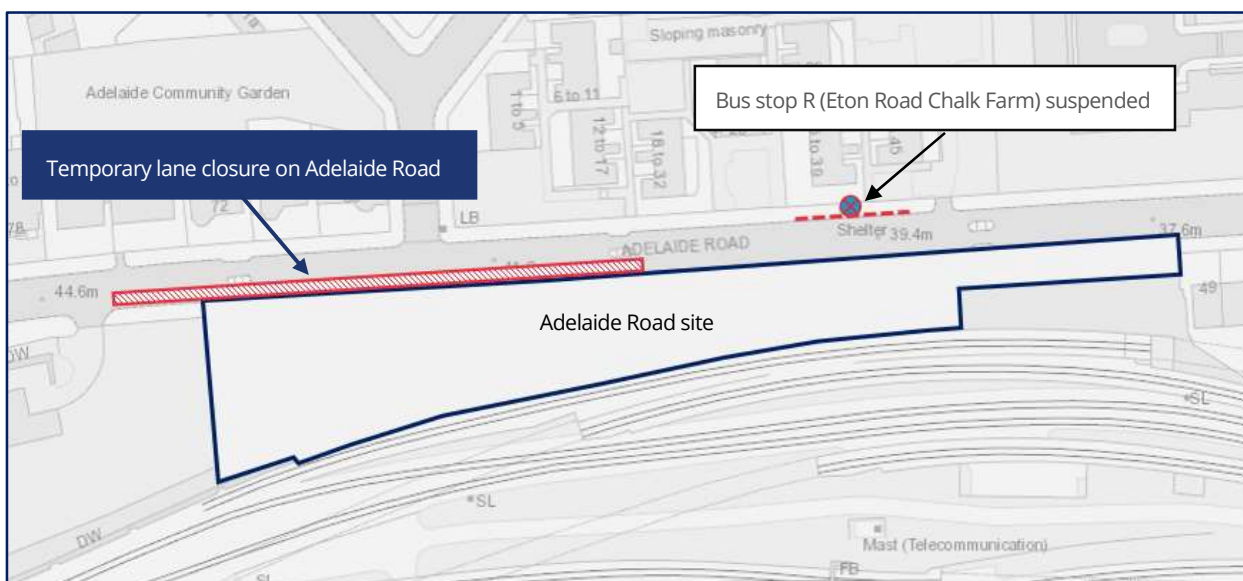 Sloping masonry
Adelaide Community Garden
Bus stop R (Eton Road Chalk Farm) suspended
1 to 5
6 to 11
12 to 17
18 to 32
45
Temporary lane closure on Adelaide Road
72
78
LB
Shelter
39.4m
37.6m
ADELAIDE ROAD
44.6m
49
Adelaide Road site
DW
SL
SL
DW
Mast (Telecommunication)
FB
SL